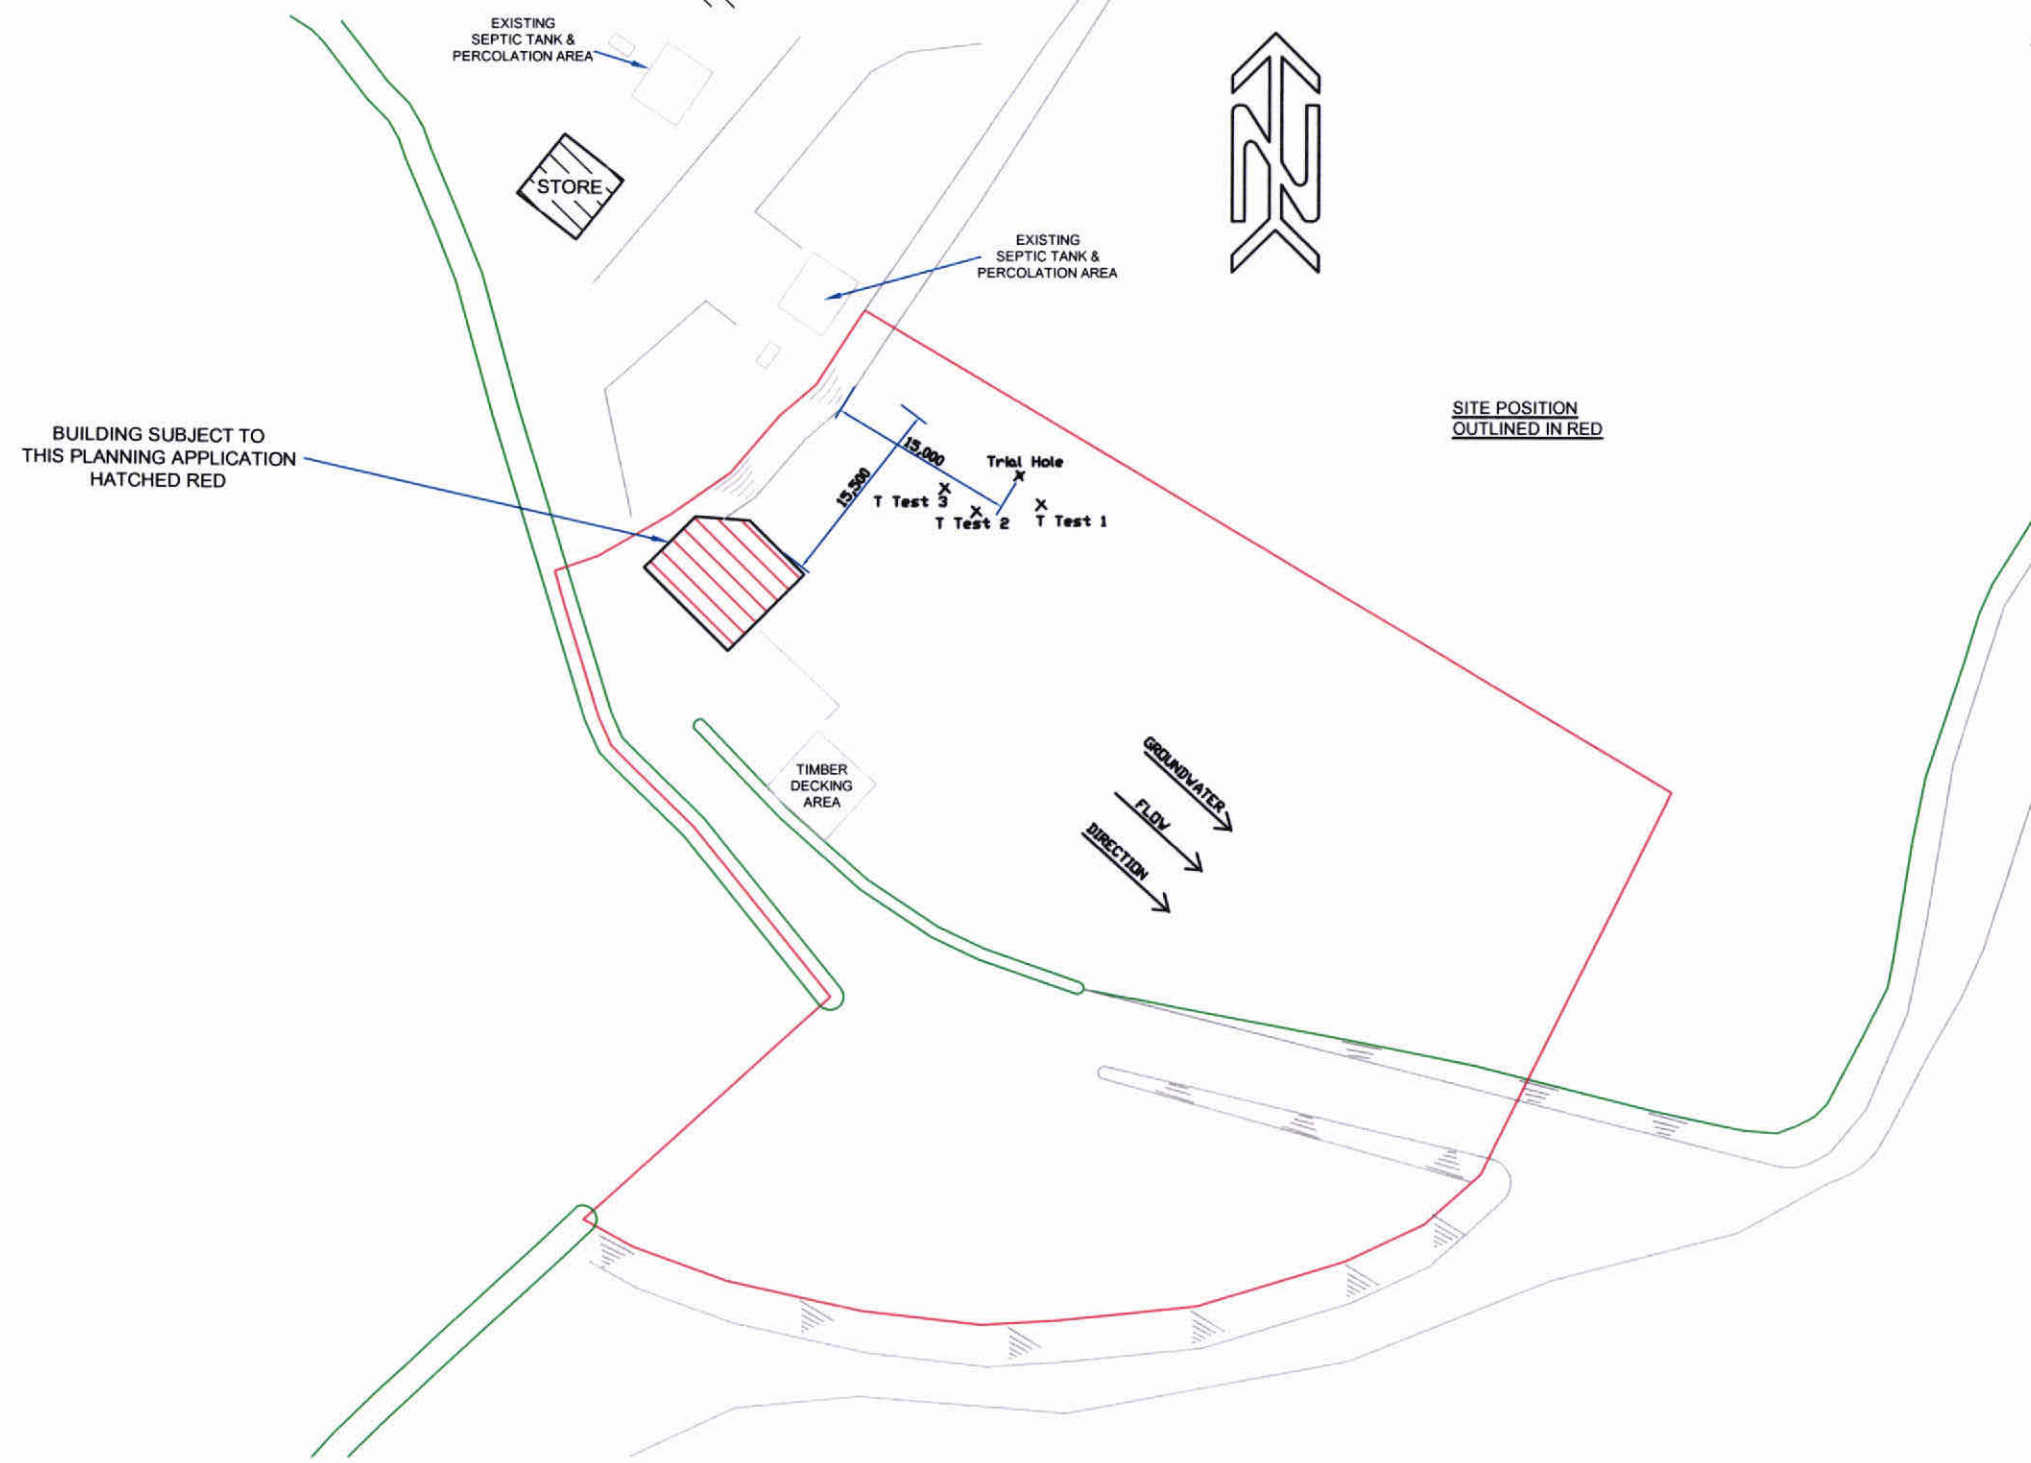 EXISTING
SEPTIC TANK &
PERCOLATION AREA
STORE
EXISTING
SEPTIC TANK &
PERCOLATION AREA
SITE POSITION
OUTLINED IN RED
BUILDING SUBJECT TO
THIS PLANNING APPLICATION
HATCHED RED
15,000
15,500
Trial Hole
T Test 3
T Test 2
T Test 1
TIMBER
DECKING
AREA
GROUNDWATER
FLOW
DIRECTION